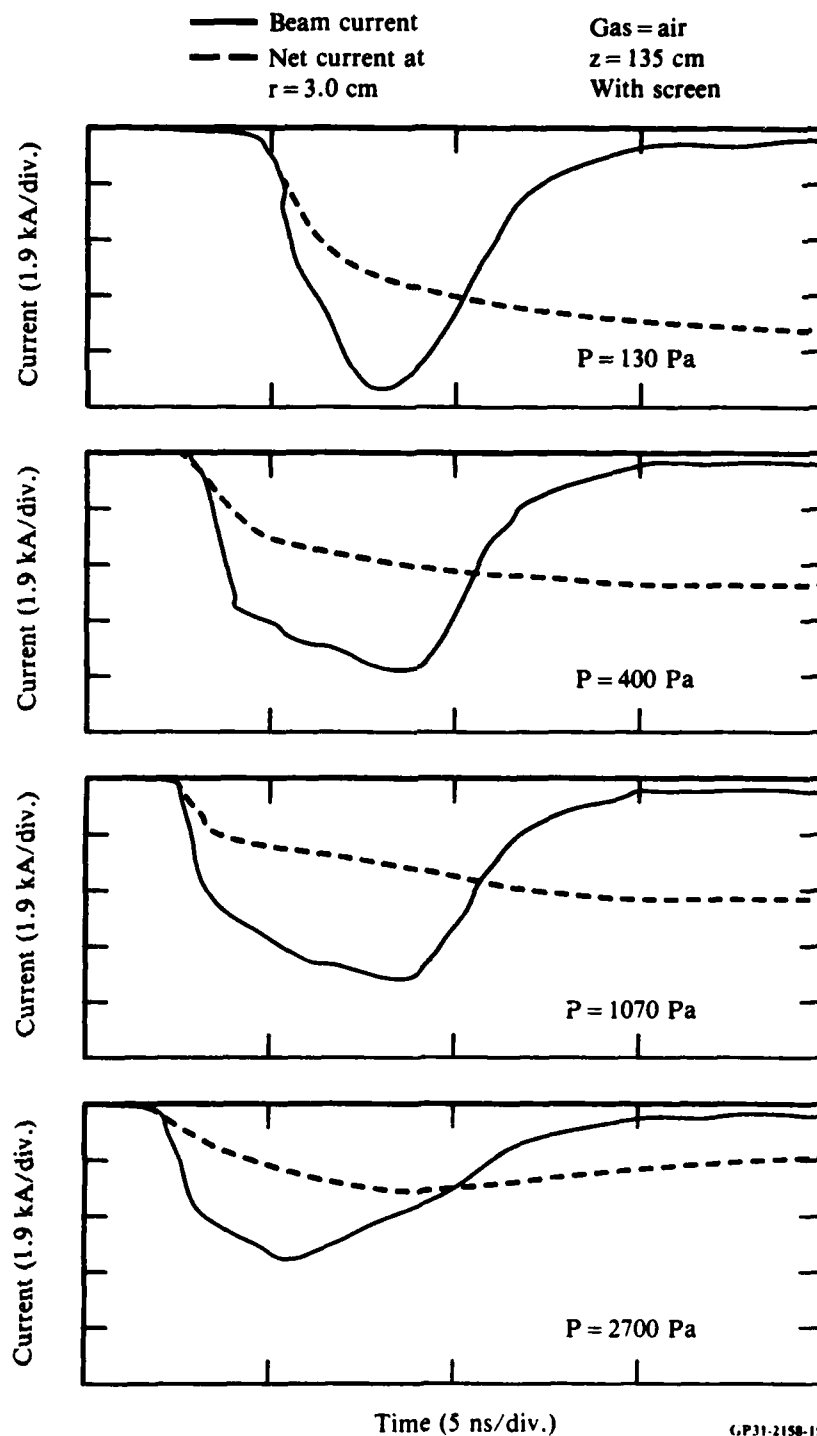 Beam current
Net current at
r = 3.0 cm
Gas = air
z = 135 cm
With screen
Current (1.9 kA/div.)
P = 130 Pa
Current (1.9 kA/div.)
P = 400 Pa
Current (1.9 kA/div.)
P = 1070 Pa
Current (1.9 kA/div.)
P = 2700 Pa
Time (5 ns/div.)